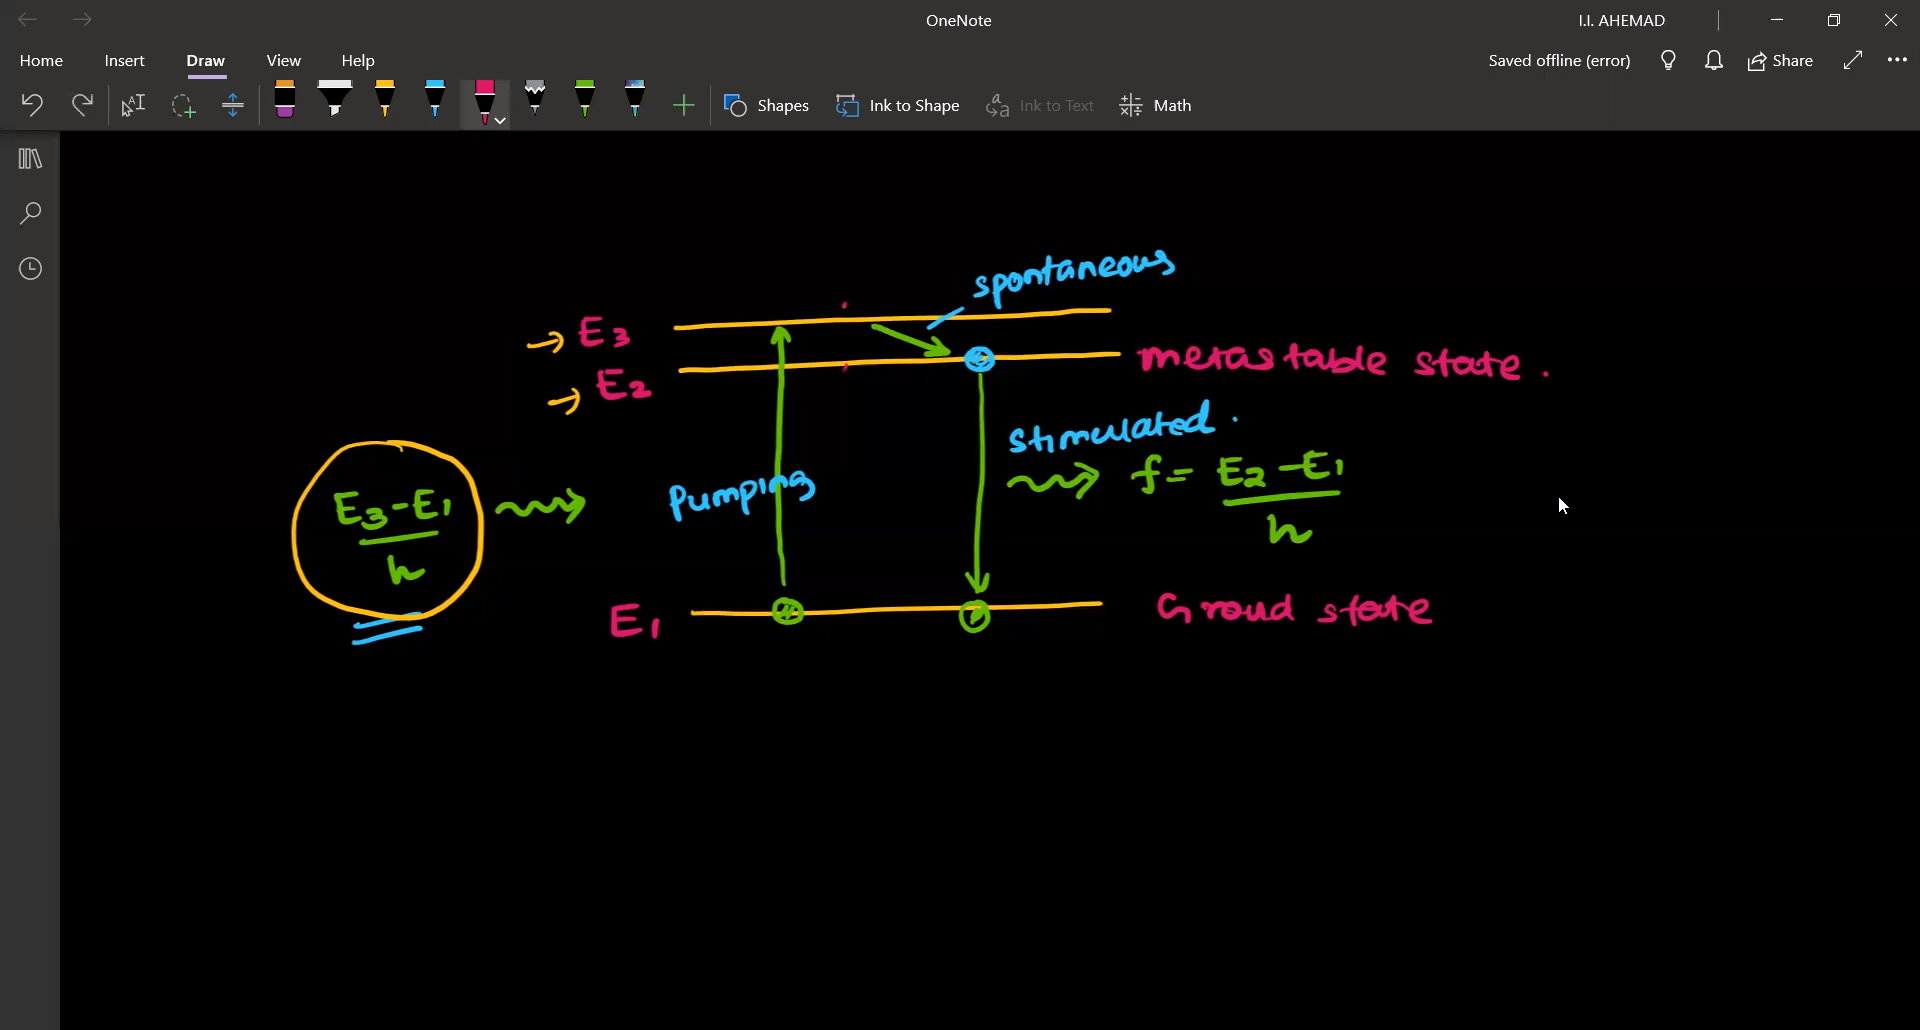 OneNote
I.I. AHEMAD
Home Insert Draw View Help
Saved offline (error) Share
Shapes Ink to Shape Ink to Text Math
spontaneous
E3
E2
metastable state.
stimulated.
E3-E1
h
Pumping
f= E2-E1
h
E1
Groud state